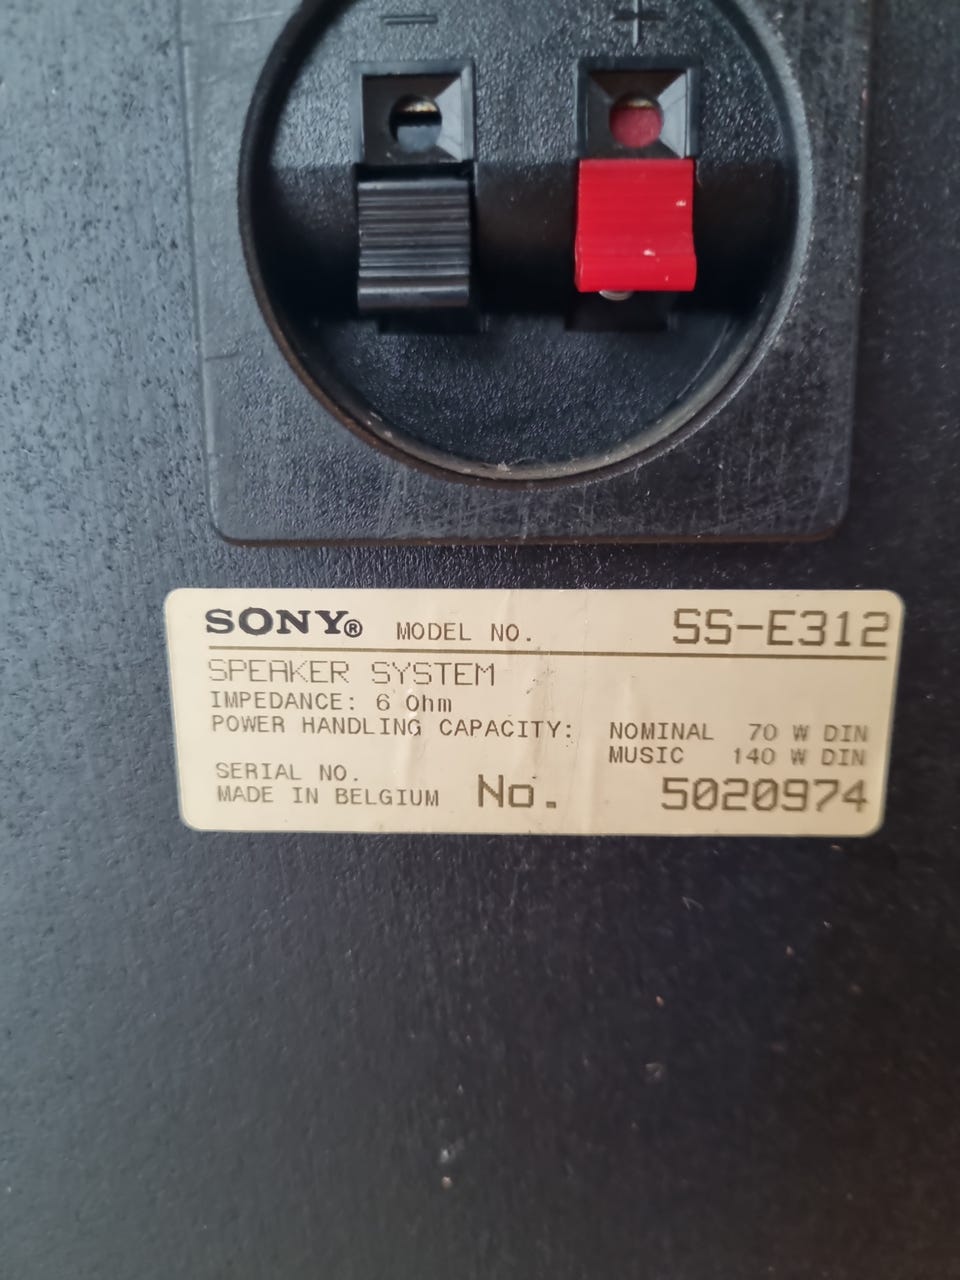 − +
SONY® MODEL NO. SS-E312
SPEAKER SYSTEM
IMPEDANCE: 6 Ohm
POWER HANDLING CAPACITY: NOMINAL 70 W DIN
MUSIC 140 W DIN
SERIAL NO.
MADE IN BELGIUM No. 5020974